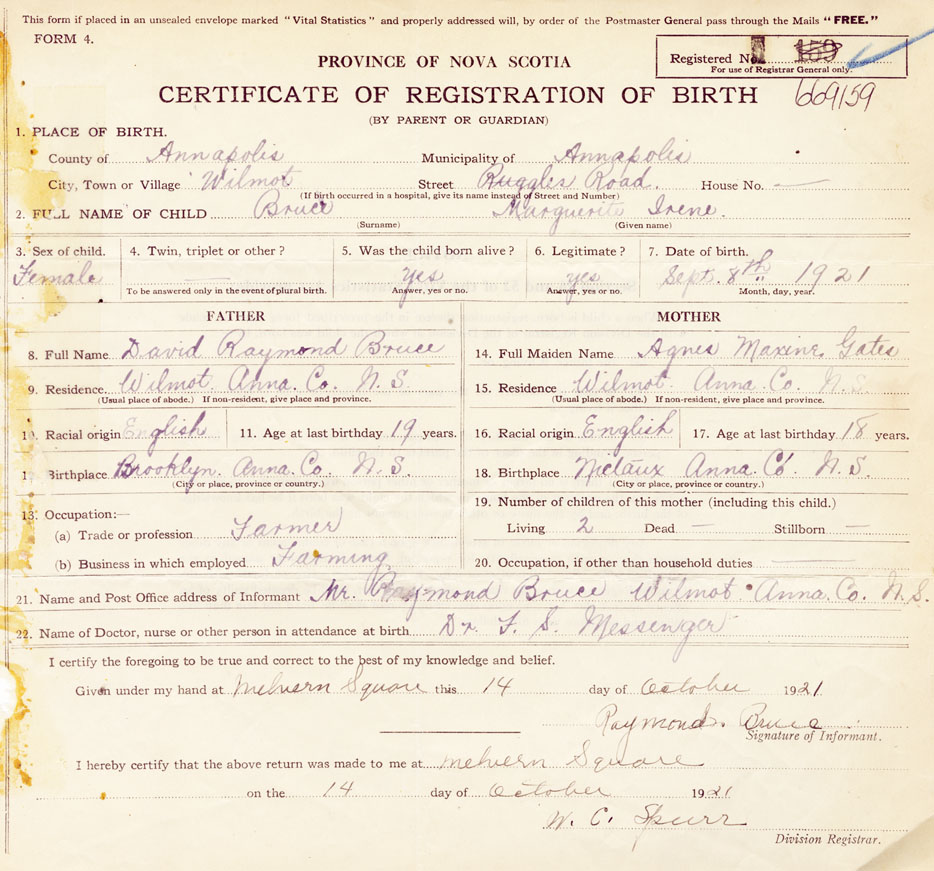 This form if placed in an unsealed envelope marked "Vital Statistics" and properly addressed will, by order of the Postmaster General pass through the Mails "FREE."
FORM 4.
PROVINCE OF NOVA SCOTIA
Registered No. 159
For use of Registrar General only.
CERTIFICATE OF REGISTRATION OF BIRTH 669159
(BY PARENT OR GUARDIAN)
1. PLACE OF BIRTH.
County of Annapolis Municipality of Annapolis
City, Town or Village Wilmot Street Ruggles Road. House No. —
(If birth occurred in a hospital, give its name instead of Street and Number)
2. FULL NAME OF CHILD Bruce Marguerite Irene.
(Surname) (Given name)
3. Sex of child. 4. Twin, triplet or other? 5. Was the child born alive? 6. Legitimate? 7. Date of birth.
Female — Yes yes Sept. 8th 1921
To be answered only in the event of plural birth. Answer, yes or no. Answer, yes or no. Month, day, year.
FATHER MOTHER
8. Full Name David Raymond Bruce 14. Full Maiden Name Agnes Maxine Gates
9. Residence Wilmot Anna. Co. N. S. 15. Residence Wilmot Anna. Co. N. S.
(Usual place of abode.) If non-resident, give place and province. (Usual place of abode.) If non-resident, give place and province.
10. Racial origin English 11. Age at last birthday 19 years. 16. Racial origin English 17. Age at last birthday 18 years.
1 Birthplace Brooklyn. Anna. Co. N. S. 18. Birthplace Nictaux Anna. Co. N. S.
(City or place, province or country.) (City or place, province or country.)
13. Occupation:— 19. Number of children of this mother (including this child.)
(a) Trade or profession Farmer Living 2 Dead — Stillborn —
(b) Business in which employed Farming 20. Occupation, if other than household duties —
21. Name and Post Office address of Informant Mr. Raymond Bruce Wilmot Anna. Co. N. S.
22. Name of Doctor, nurse or other person in attendance at birth Dr. S. Messenger
I certify the foregoing to be true and correct to the best of my knowledge and belief.
Given under my hand at Melvern Square this 14 day of October 1921
Raymond Bruce
Signature of Informant.
I hereby certify that the above return was made to me at Melvern Square
on the 14 day of October 1921
W. C. Spurr
Division Registrar.